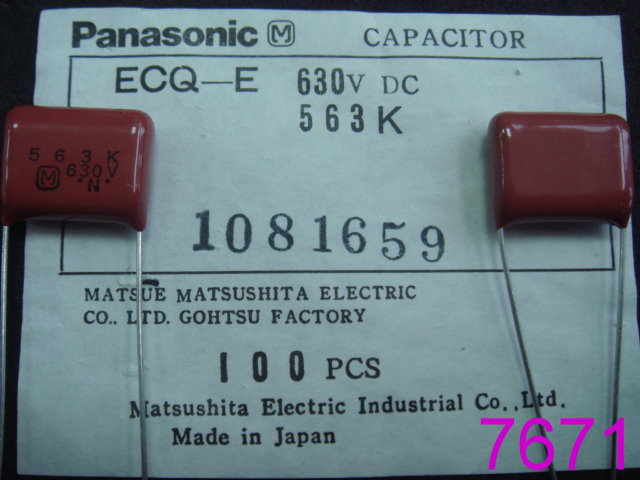 Panasonic M CAPACITOR
ECQ-E 630V DC
563K
563K
M 630V
·N·
1081659
MATSUE MATSUSHITA ELECTRIC
CO., LTD. GOHTSU FACTORY
100 PCS
Matsushita Electric Industrial Co., Ltd.
Made in Japan
7671